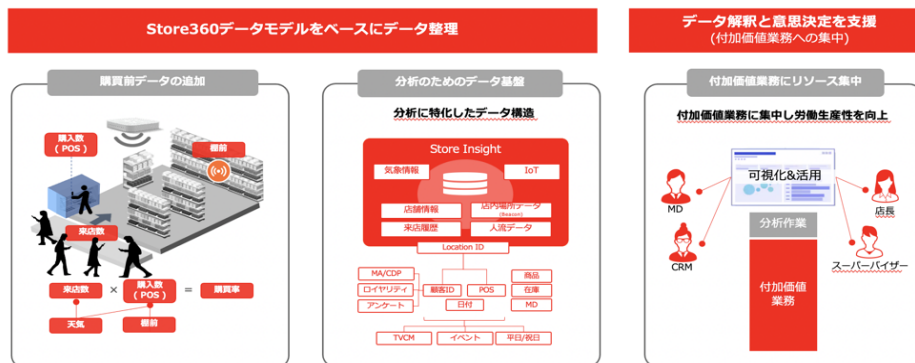 Store360データモデルをベースにデータ整理
データ解釈と意思決定を支援
(付加価値業務への集中)
購買前データの追加
購入数
( POS )
棚前
来店数
来店数 × 購入数 ( POS ) = 購買率
天気
棚前
分析のためのデータ基盤
分析に特化したデータ構造
Store Insight
気象情報
IoT
店舗情報
店内場所データ
(Beacon)
来店履歴
人流データ
Location ID
MA/CDP
ロイヤリティ
アンケート
顧客ID
POS
日付
商品
在庫
MD
TVCM
イベント
平日/祝日
付加価値業務にリソース集中
付加価値業務に集中し労働生産性を向上
可視化&活用
MD
店長
分析作業
CRM
スーパーバイザー
付加価値
業務